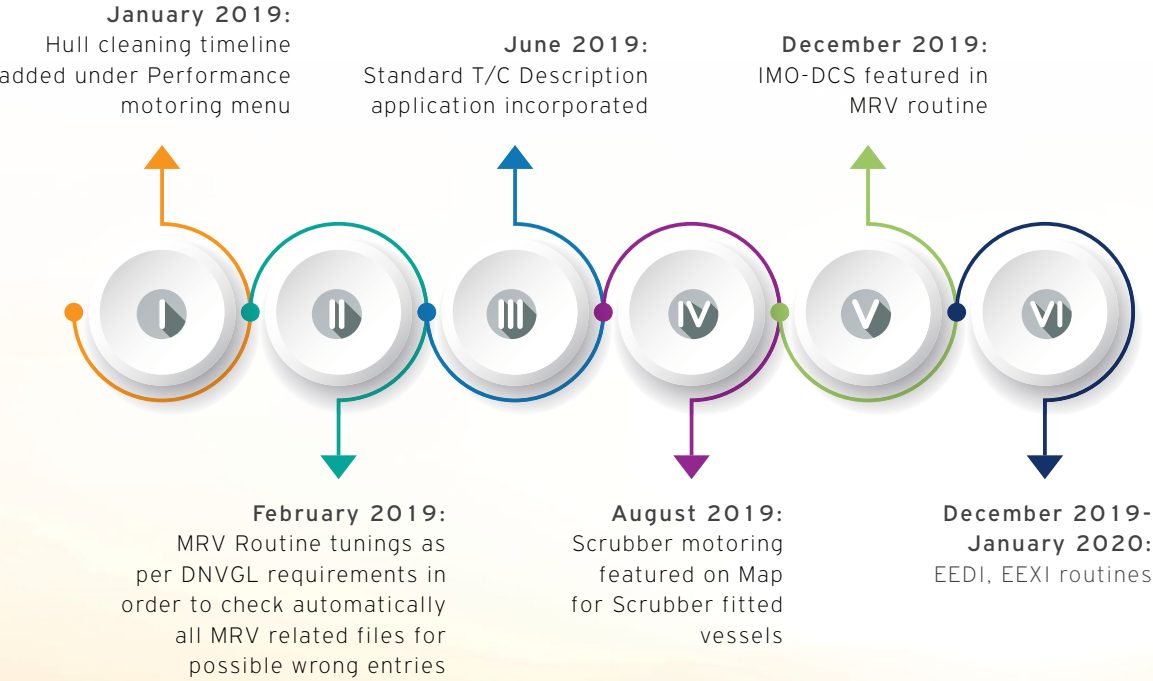 January 2019:
Hull cleaning timeline
added under Performance
motoring menu
June 2019:
Standard T/C Description
application incorporated
December 2019:
IMO-DCS featured in
MRV routine
I
II
III
IV
V
VI
February 2019:
MRV Routine tunings as
per DNVGL requirements in
order to check automatically
all MRV related files for
possible wrong entries
August 2019:
Scrubber motoring
featured on Map
for Scrubber fitted
vessels
December 2019-
January 2020:
EEDI, EEXI routines